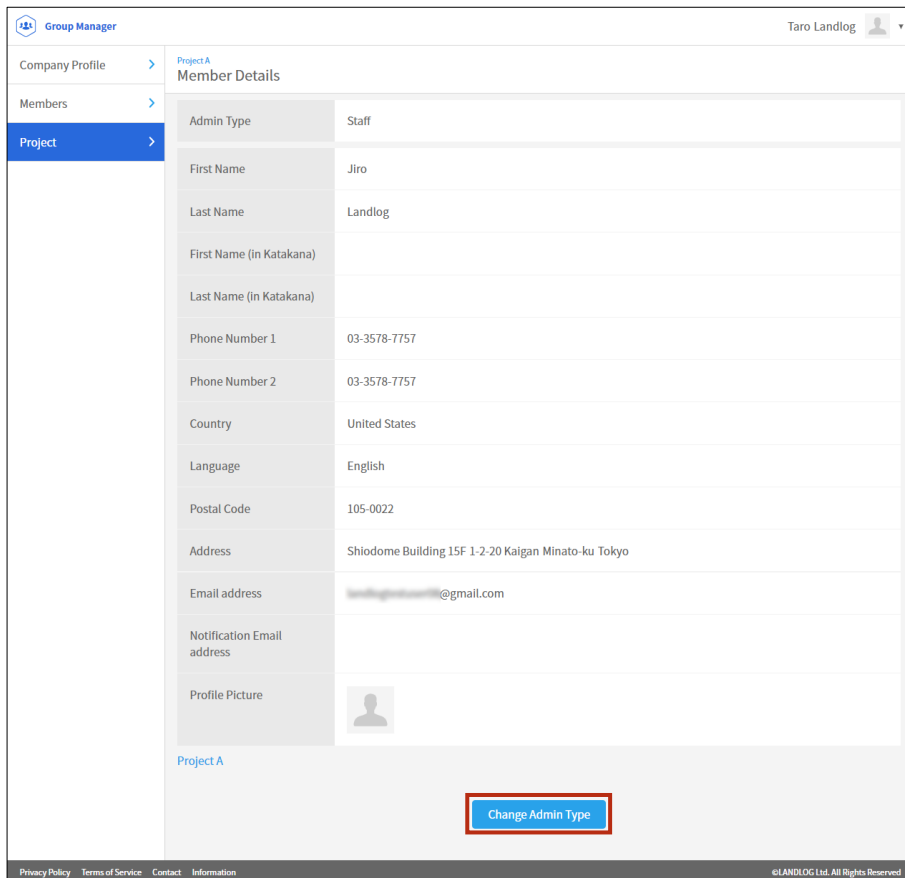 Group Manager
Taro Landlog
Company Profile
Members
Project
Project A
Member Details
Admin Type Staff
First Name Jiro
Last Name Landlog
First Name (in Katakana)
Last Name (in Katakana)
Phone Number 1 03-3578-7757
Phone Number 2 03-3578-7757
Country United States
Language English
Postal Code 105-0022
Address Shiodome Building 15F 1-2-20 Kaigan Minato-ku Tokyo
Email address @gmail.com
Notification Email
address
Profile Picture
Project A
Change Admin Type
Privacy Policy Terms of Service Contact Information ©LANDLOG Ltd. All Rights Reserved